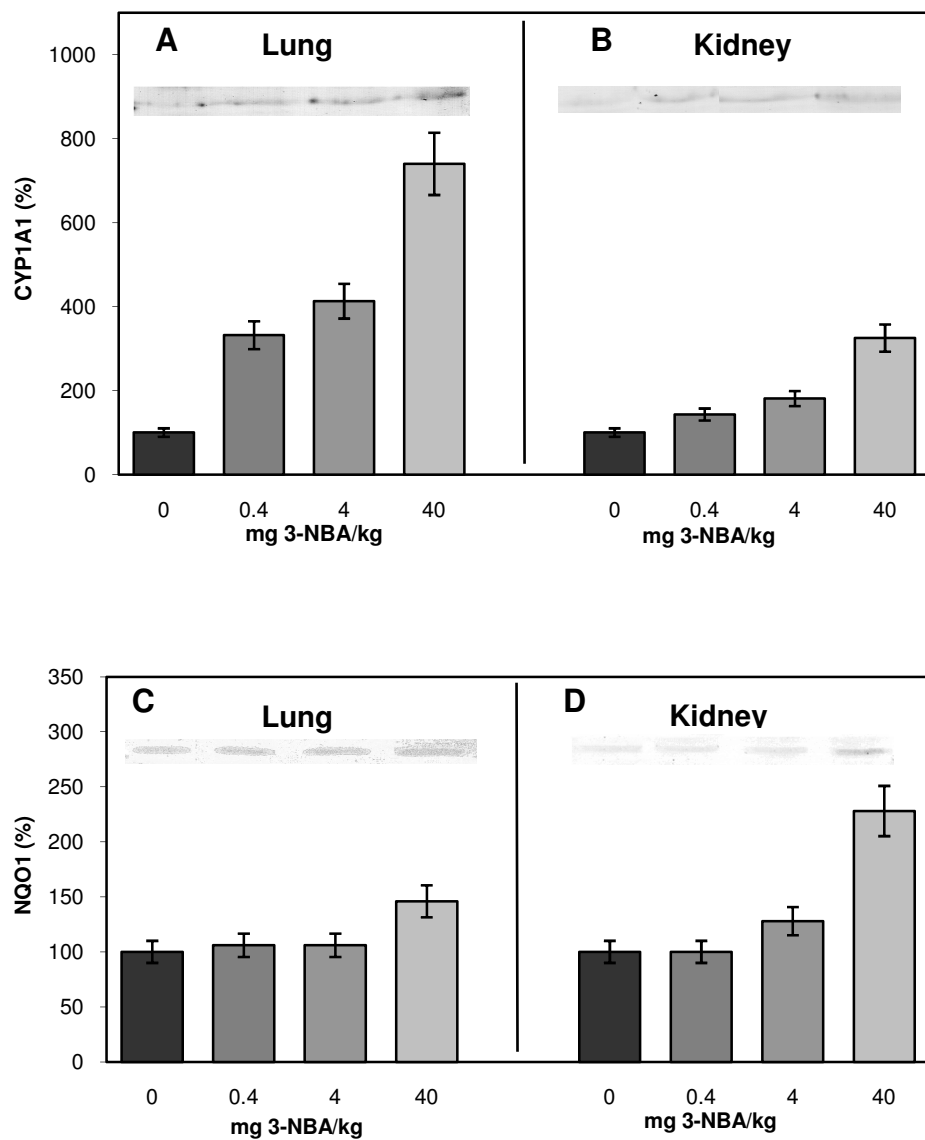 A Lung
B Kidney
1000
800
600
400
200
0
CYP1A1 (%)
0 0.4 4 40
mg 3-NBA/kg
0 0.4 4 40
mg 3-NBA/kg
C Lung
D Kidney
350
300
250
200
150
100
50
0
NQO1 (%)
0 0.4 4 40
mg 3-NBA/kg
0 0.4 4 40
mg 3-NBA/kg